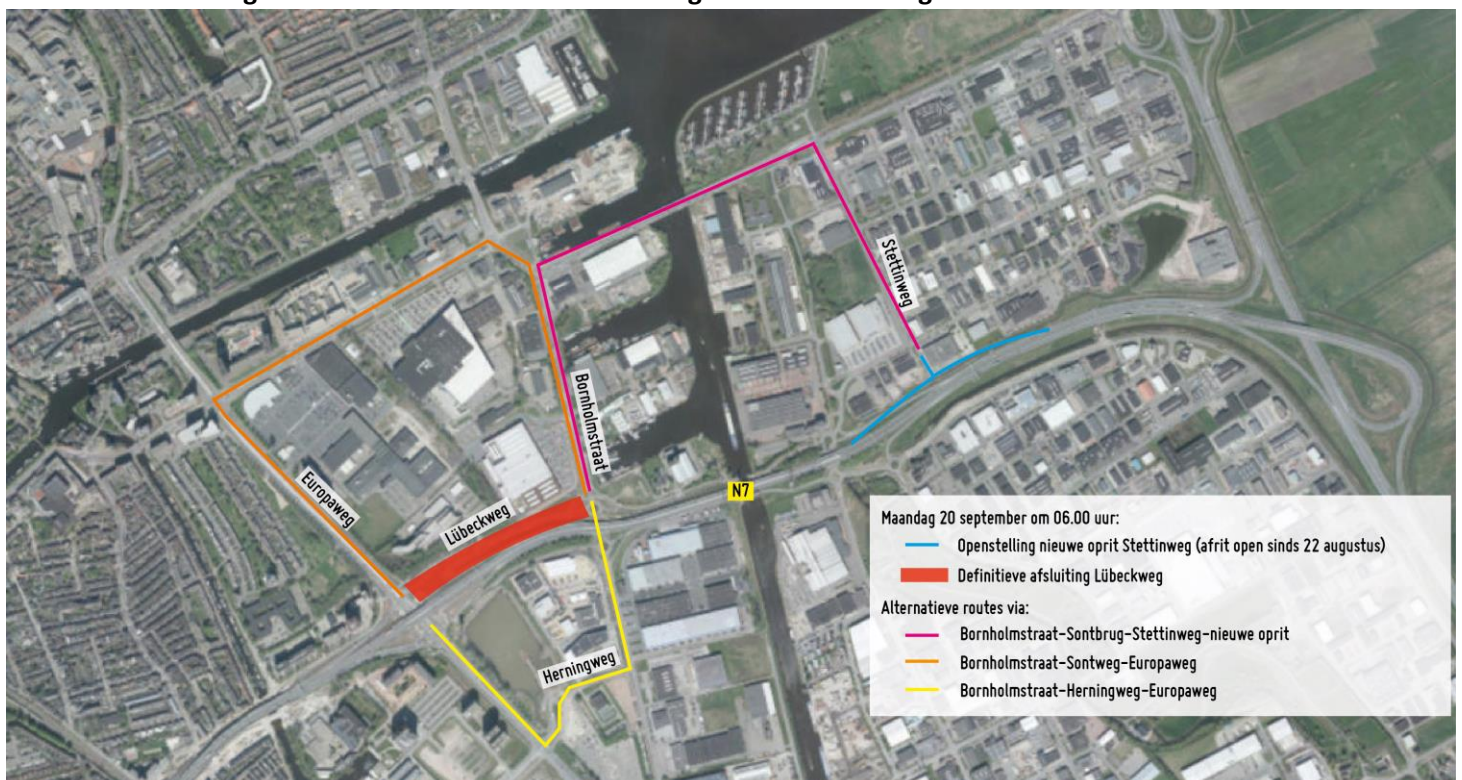 Stettinweg
Bornholmstraat
Europaweg
Lübeckweg
N7
Herningweg
Maandag 20 september om 06.00 uur:
Openstelling nieuwe oprit Stettinweg (afrit open sinds 22 augustus)
Definitieve afsluiting Lübeckweg
Alternatieve routes via:
Bornholmstraat-Sontbrug-Stettinweg-nieuwe oprit
Bornholmstraat-Sontweg-Europaweg
Bornholmstraat-Herningweg-Europaweg